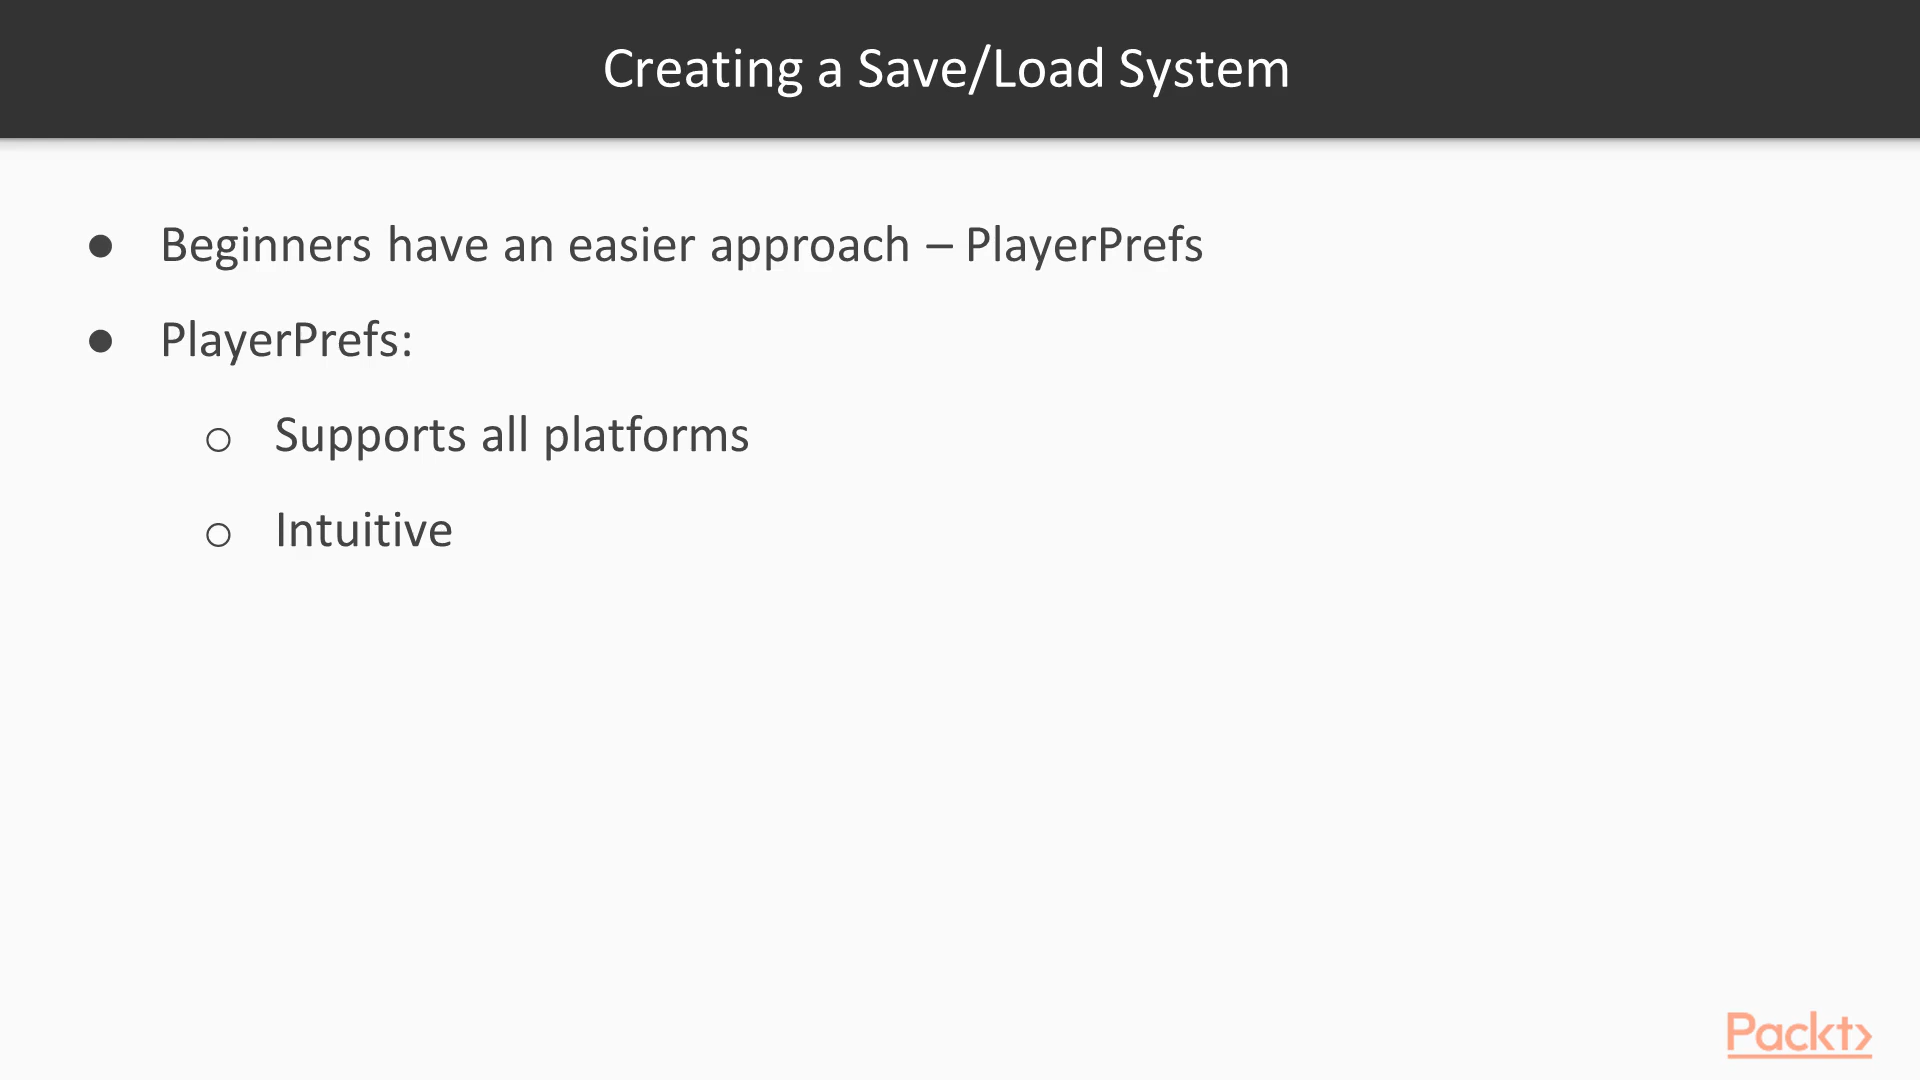 Creating a Save/Load System
● Beginners have an easier approach – PlayerPrefs
● PlayerPrefs:
○ Supports all platforms
○ Intuitive
Packt>